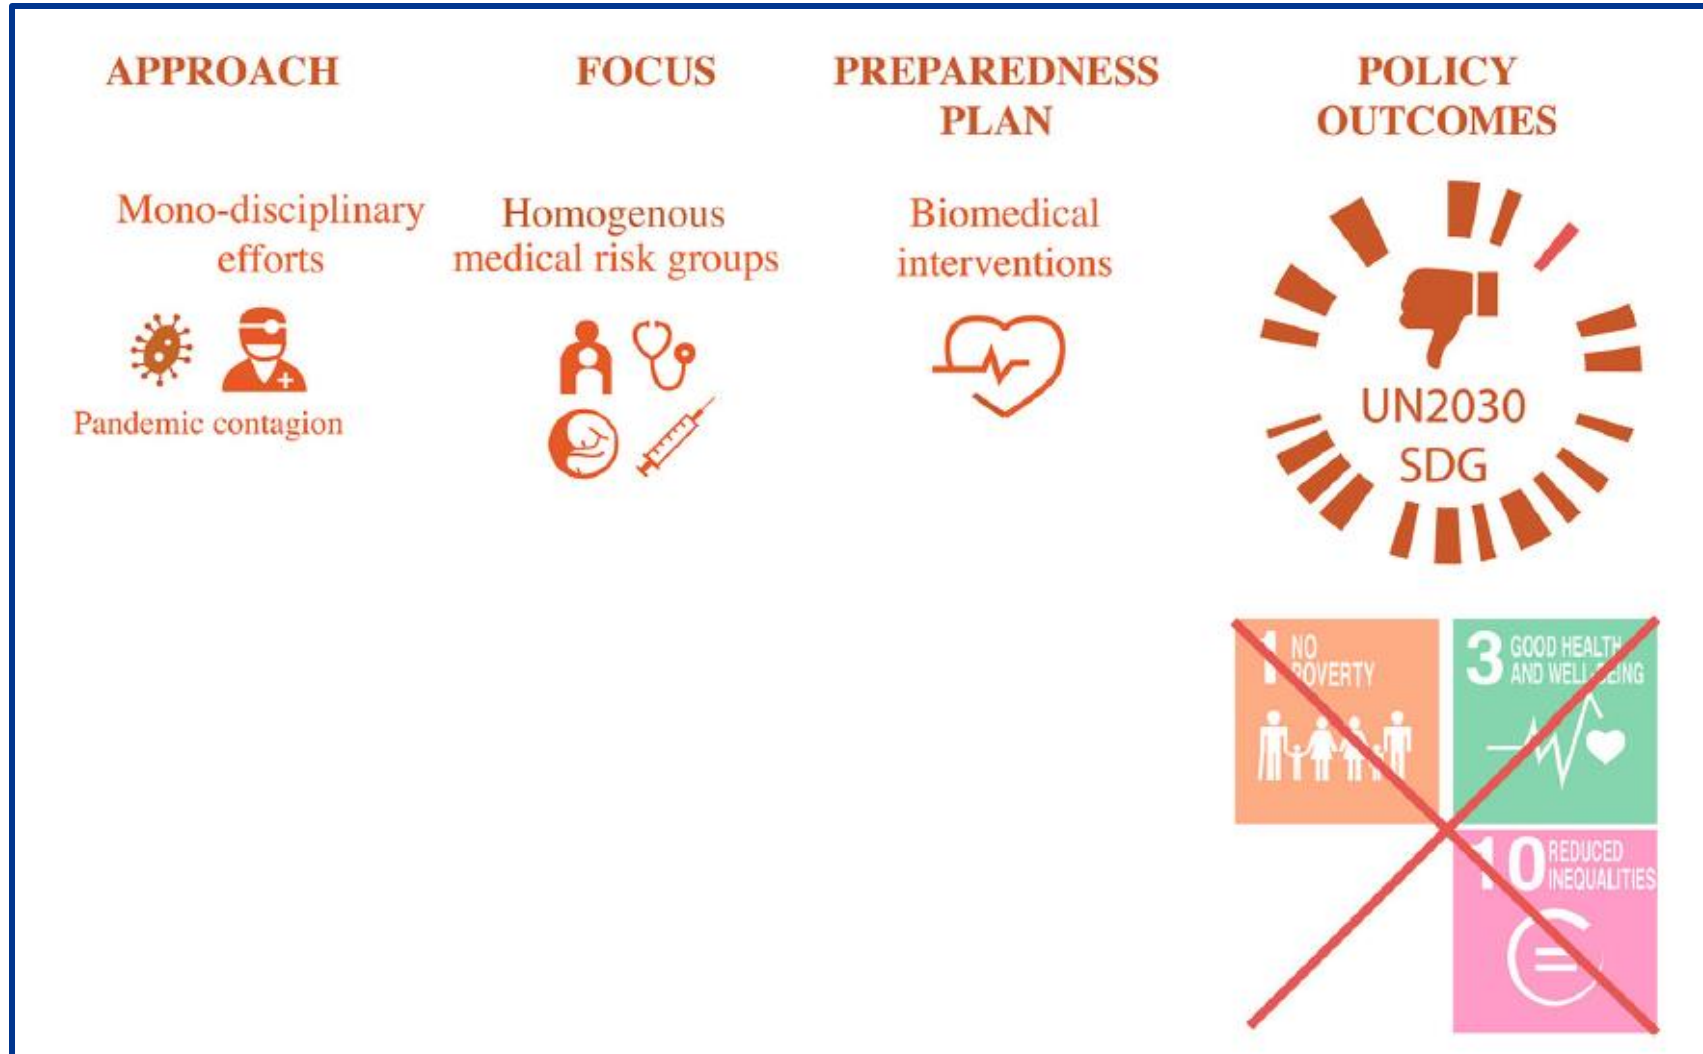 APPROACH
FOCUS
PREPAREDNESS
PLAN
POLICY
OUTCOMES
Mono-disciplinary
efforts
Pandemic contagion
Homogenous
medical risk groups
Biomedical
interventions
UN2030
SDG
1 NO
POVERTY
3 GOOD HEALTH
AND WELL-BEING
10 REDUCED
INEQUALITIES